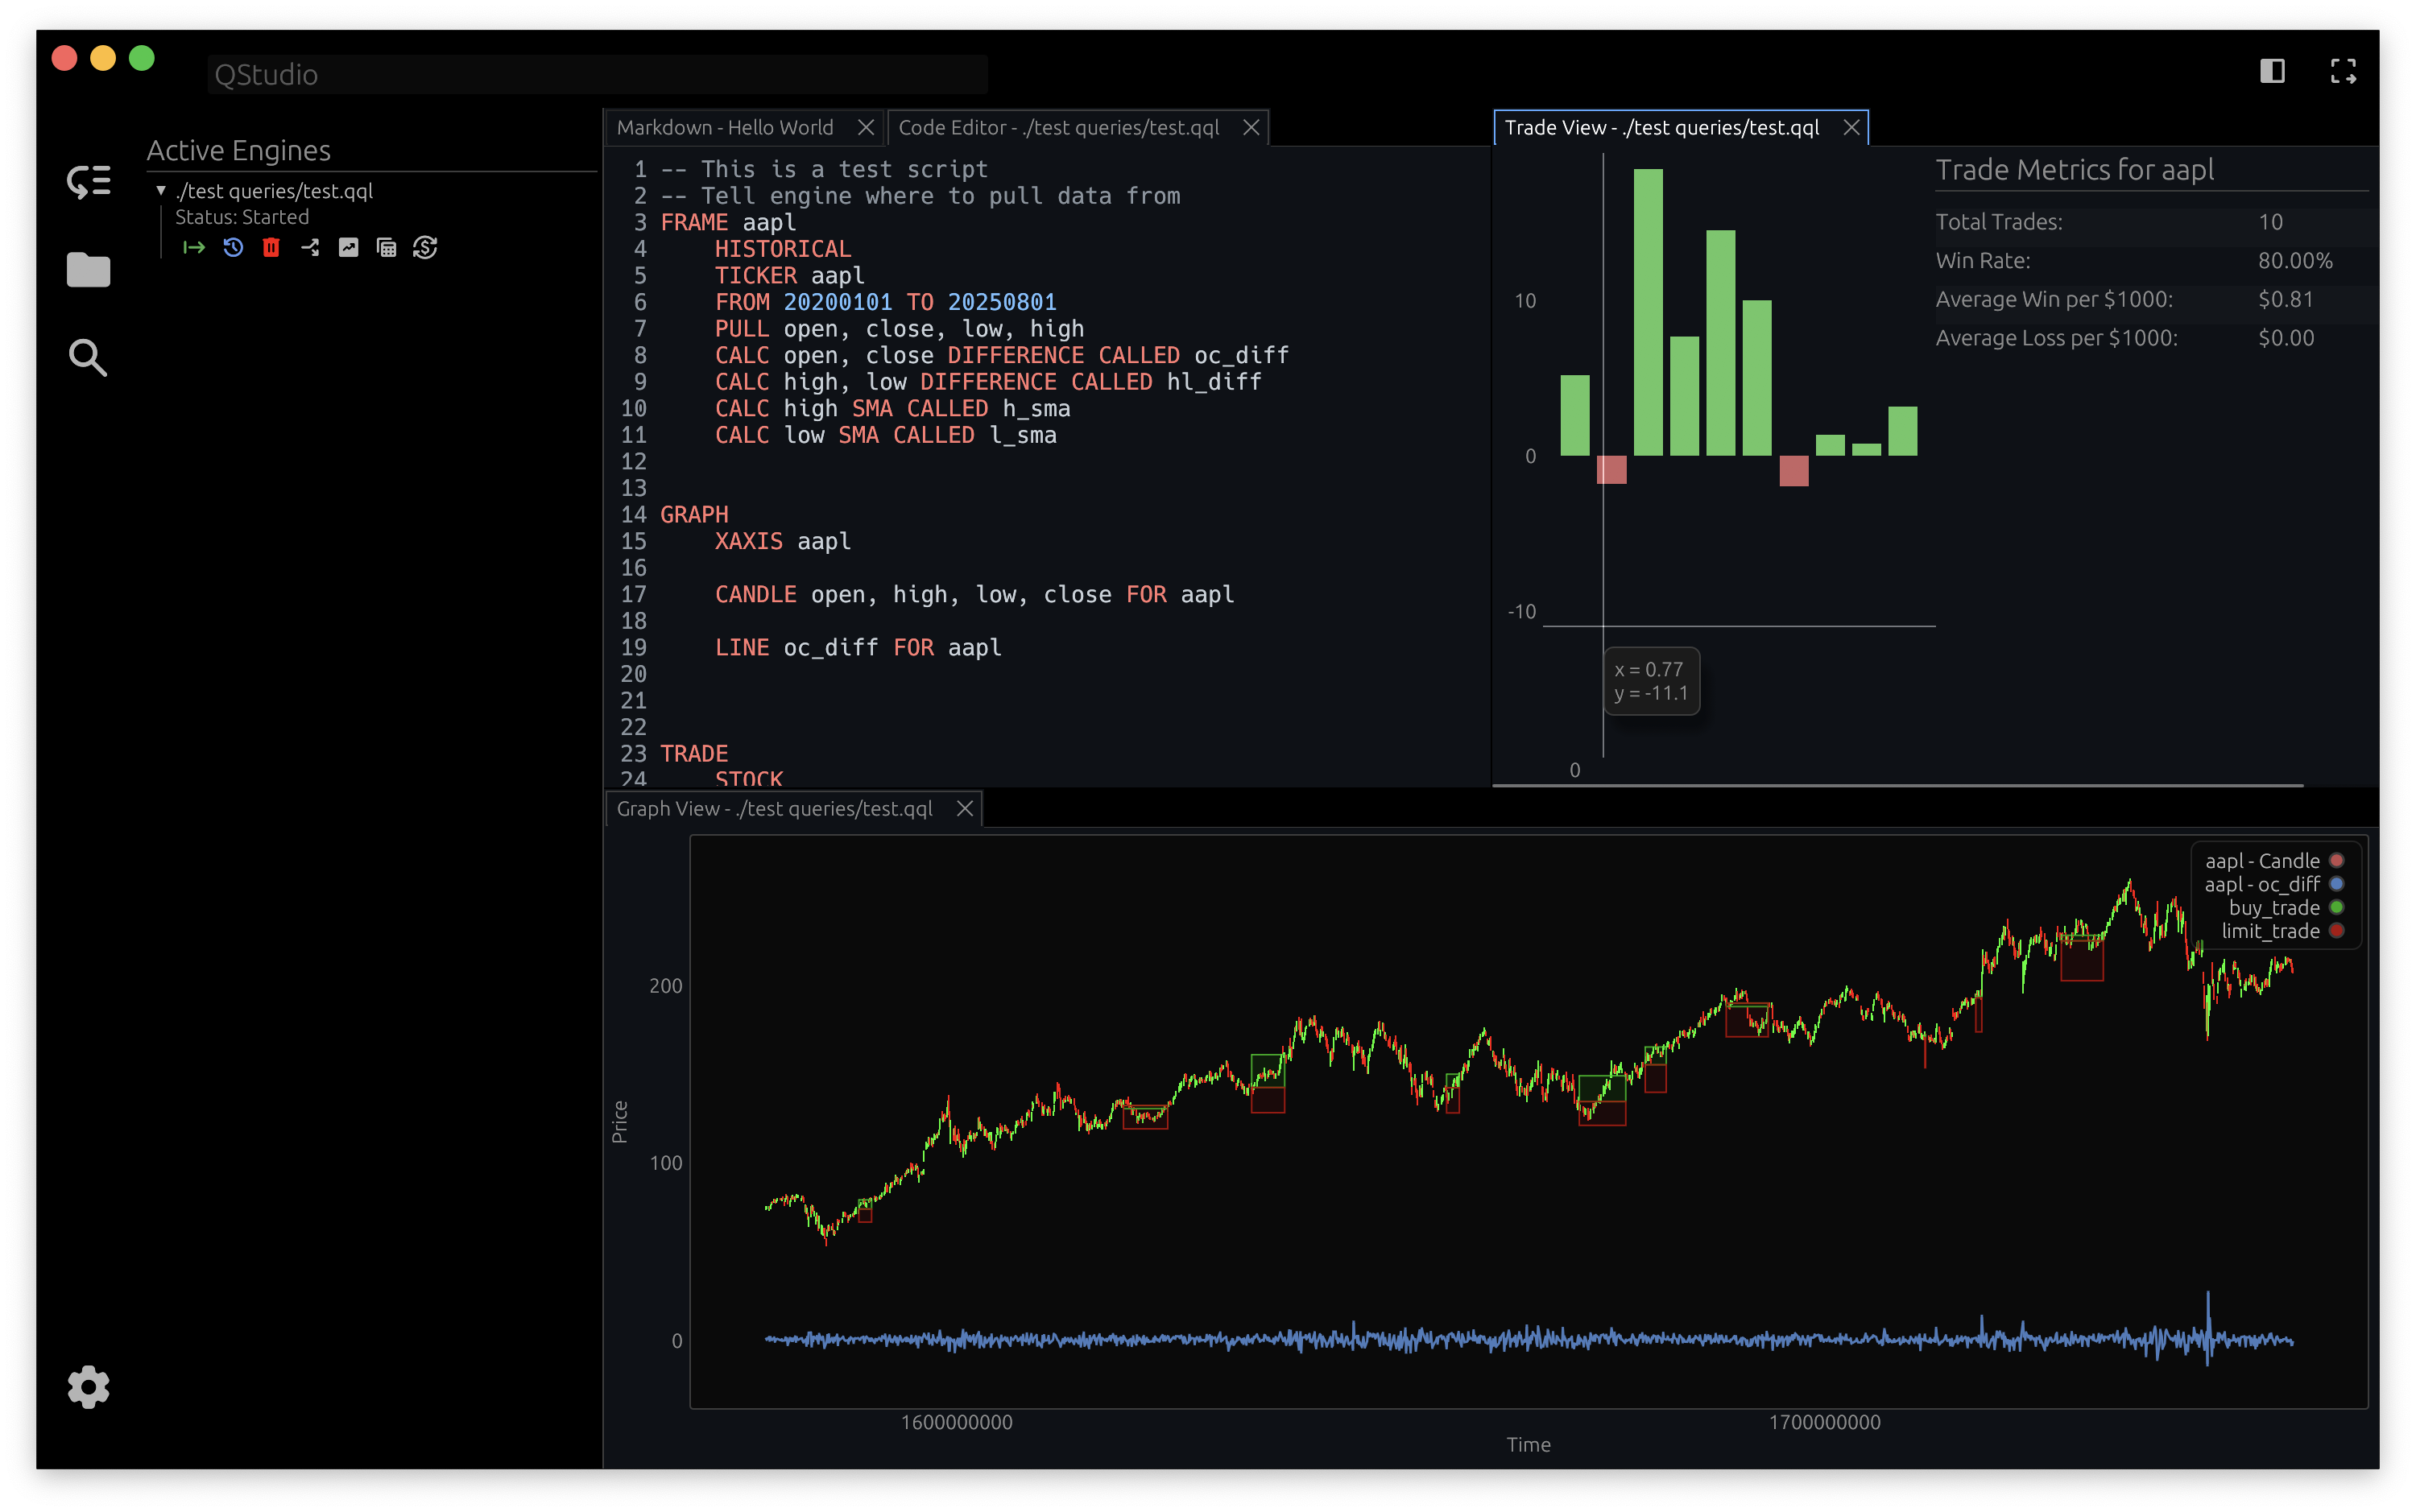 QStudio
Active Engines
./test queries/test.qql
Status: Started
Markdown - Hello World
Code Editor - ./test queries/test.qql
1 -- This is a test script
2 -- Tell engine where to pull data from
3 FRAME aapl
4     HISTORICAL
5     TICKER aapl
6     FROM 20200101 TO 20250801
7     PULL open, close, low, high
8     CALC open, close DIFFERENCE CALLED oc_diff
9     CALC high, low DIFFERENCE CALLED hl_diff
10     CALC high SMA CALLED h_sma
11     CALC low SMA CALLED l_sma
12
13
14 GRAPH
15     XAXIS aapl
16
17     CANDLE open, high, low, close FOR aapl
18
19     LINE oc_diff FOR aapl
20
21
22
23 TRADE
24     STOCK
Trade View - ./test queries/test.qql
10
0
-10
x = 0.77
y = -11.1
0
Trade Metrics for aapl
Total Trades: 10
Win Rate: 80.00%
Average Win per $1000: $0.81
Average Loss per $1000: $0.00
Graph View - ./test queries/test.qql
aapl - Candle
aapl - oc_diff
buy_trade
limit_trade
200
100
0
Price
1600000000
1700000000
Time